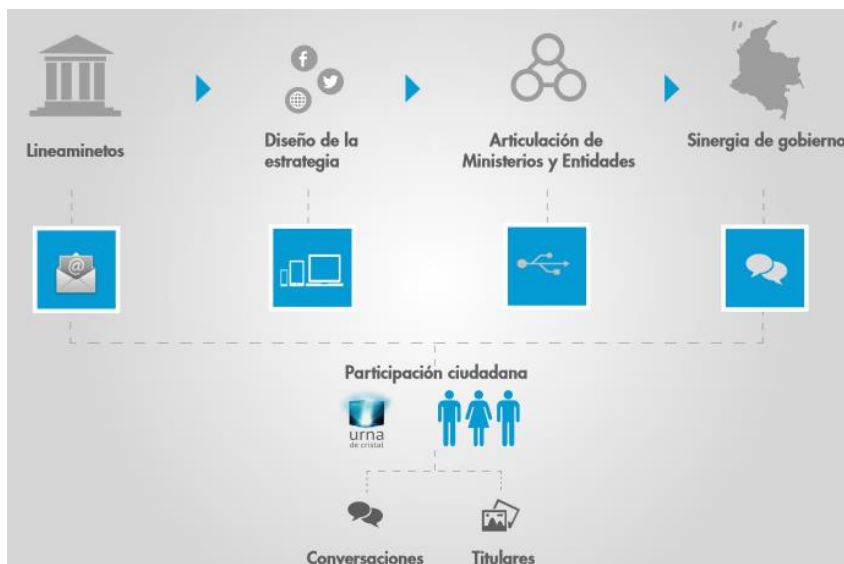 Lineaminetos
Diseño de la
estrategia
Articulación de
Ministerios y Entidades
Sinergia de gobierno
@
Participación ciudadana
urna
de cristal
Conversaciones
Titulares